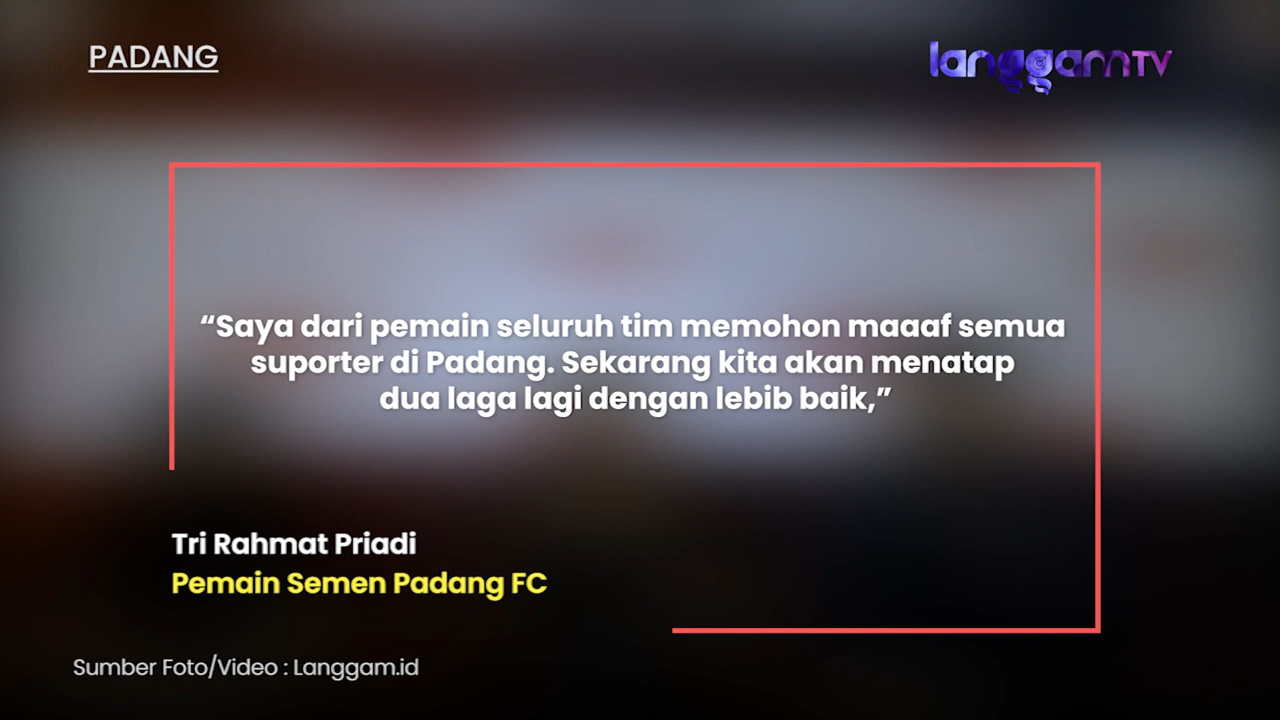 PADANG
langgamTV
“Saya dari pemain seluruh tim memohon maaaf semua
suporter di Padang. Sekarang kita akan menatap
dua laga lagi dengan lebib baik,”
Tri Rahmat Priadi
Pemain Semen Padang FC
Sumber Foto/Video : Langgam.id